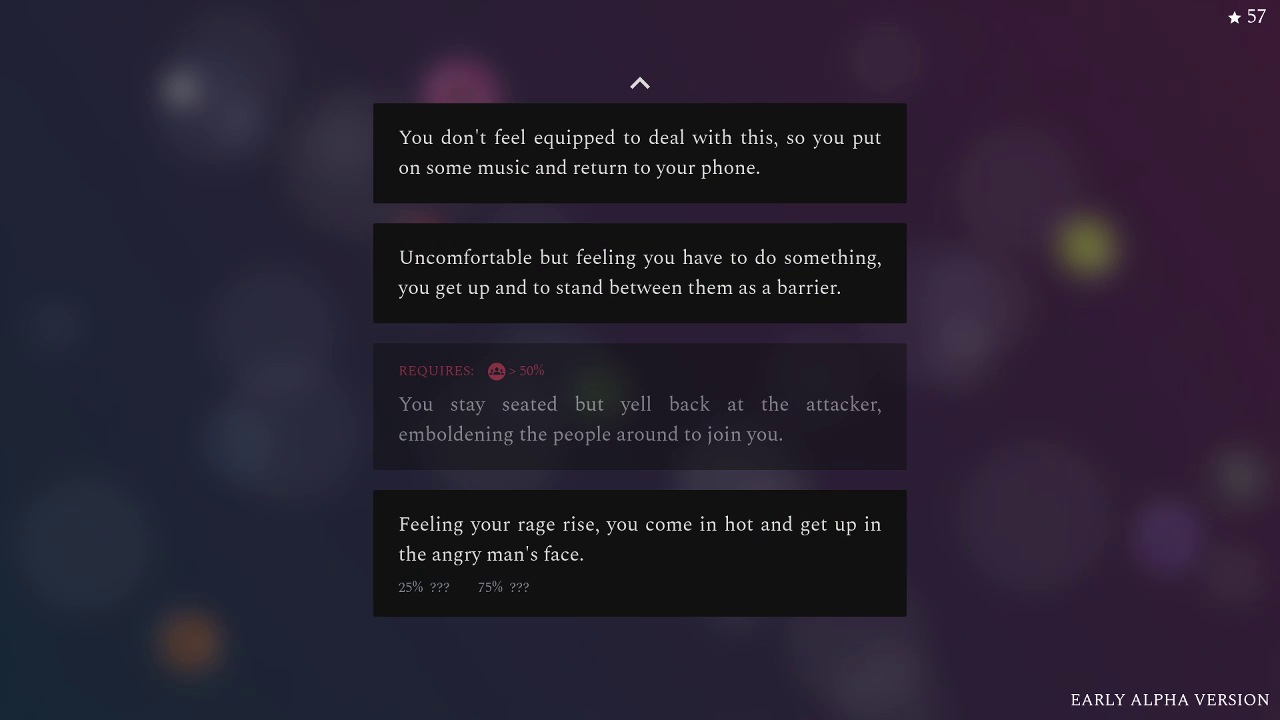 ★ 57
You don't feel equipped to deal with this, so you put
on some music and return to your phone.
Uncomfortable but feeling you have to do something,
you get up and to stand between them as a barrier.
REQUIRES: > 50%
You stay seated but yell back at the attacker,
emboldening the people around to join you.
Feeling your rage rise, you come in hot and get up in
the angry man's face.
25% ??? 75% ???
EARLY ALPHA VERSION